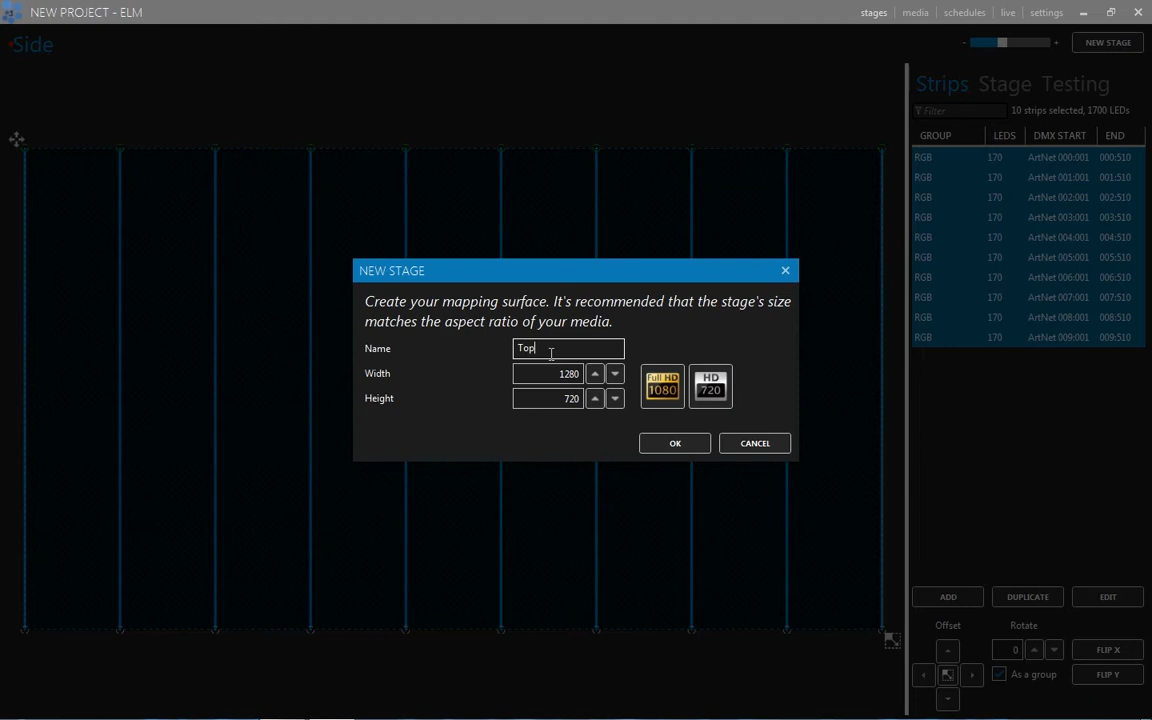 NEW PROJECT - ELM
stages media schedules live settings
Side
- + NEW STAGE
Strips Stage Testing
Filter 10 strips selected, 1700 LEDs
GROUP LEDS DMX START END
RGB 170 ArtNet 000:001 000:510
RGB 170 ArtNet 001:001 001:510
RGB 170 ArtNet 002:001 002:510
RGB 170 ArtNet 003:001 003:510
RGB 170 ArtNet 004:001 004:510
RGB 170 ArtNet 005:001 005:510
RGB 170 ArtNet 006:001 006:510
RGB 170 ArtNet 007:001 007:510
RGB 170 ArtNet 008:001 008:510
RGB 170 ArtNet 009:001 009:510
NEW STAGE
Create your mapping surface. It's recommended that the stage's size
matches the aspect ratio of your media.
Name Top
Width 1280
Height 720
Full HD
1080
HD
720
OK CANCEL
ADD DUPLICATE EDIT
Offset Rotate
0 FLIP X
As a group FLIP Y